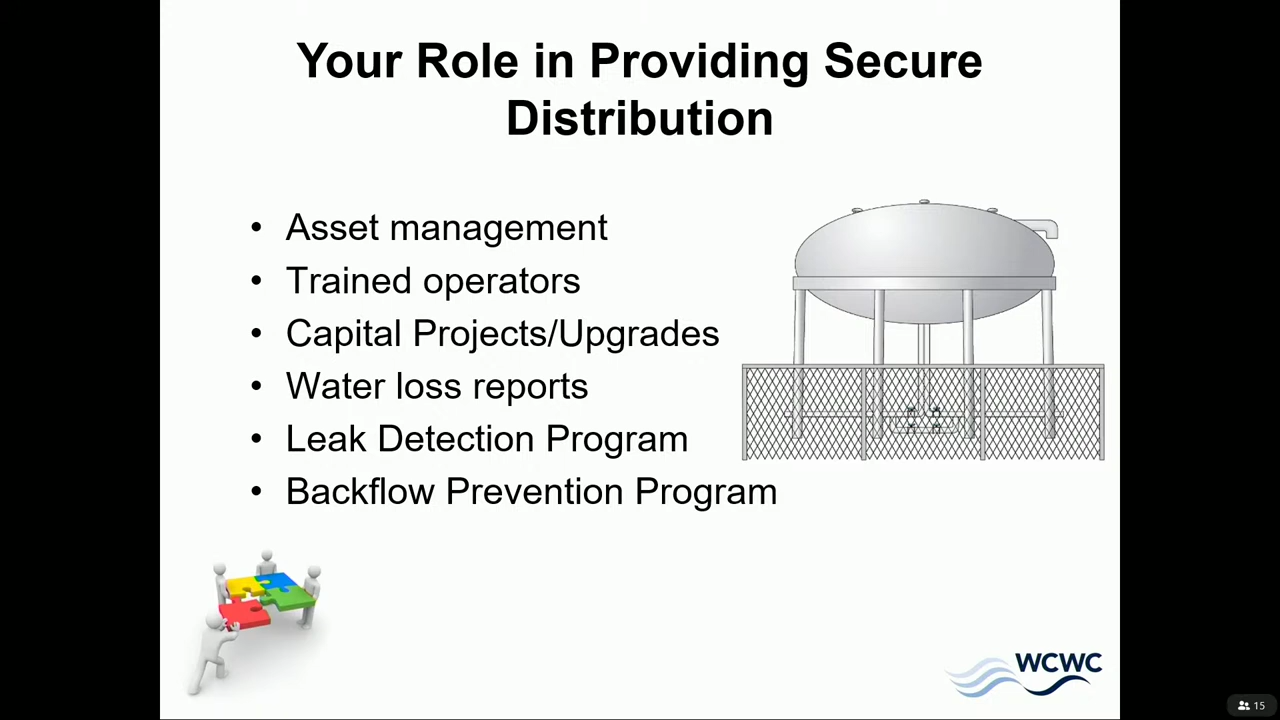 Your Role in Providing Secure
Distribution
• Asset management
• Trained operators
• Capital Projects/Upgrades
• Water loss reports
• Leak Detection Program
• Backflow Prevention Program
WCWC
15